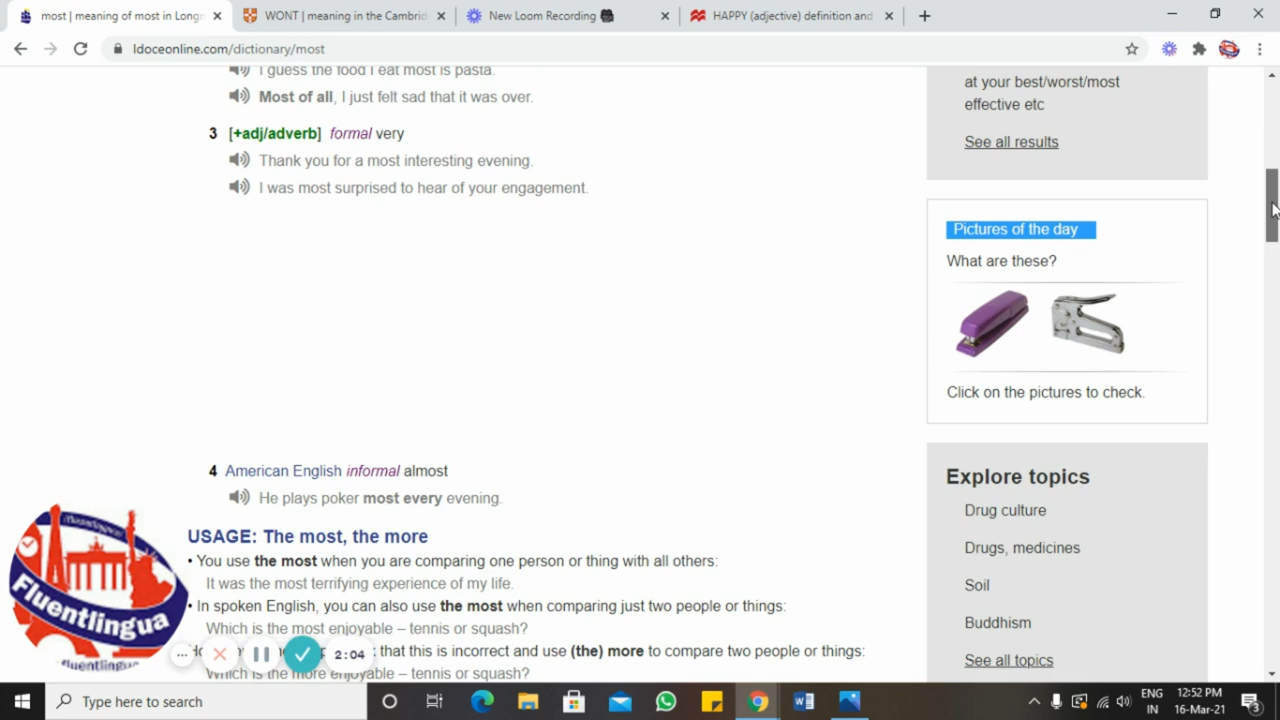 most | meaning of most in Longm
WONT | meaning in the Cambrid
New Loom Recording
HAPPY (adjective) definition and
ldoceonline.com/dictionary/most
I guess the food I eat most is pasta.
Most of all, I just felt sad that it was over.
3 [+adj/adverb] formal very
Thank you for a most interesting evening.
I was most surprised to hear of your engagement.
4 American English informal almost
He plays poker most every evening.
USAGE: The most, the more
• You use the most when you are comparing one person or thing with all others:
It was the most terrifying experience of my life.
• In spoken English, you can also use the most when comparing just two people or things:
Which is the most enjoyable – tennis or squash?
that this is incorrect and use (the) more to compare two people or things:
Which is the more enjoyable – tennis or squash?
at your best/worst/most
effective etc
See all results
Pictures of the day
What are these?
Click on the pictures to check.
Explore topics
Drug culture
Drugs, medicines
Soil
Buddhism
See all topics
Fluentlingua
fluentlingua
2:04
Type here to search
ENG
IN
12:52 PM
16-Mar-21
3